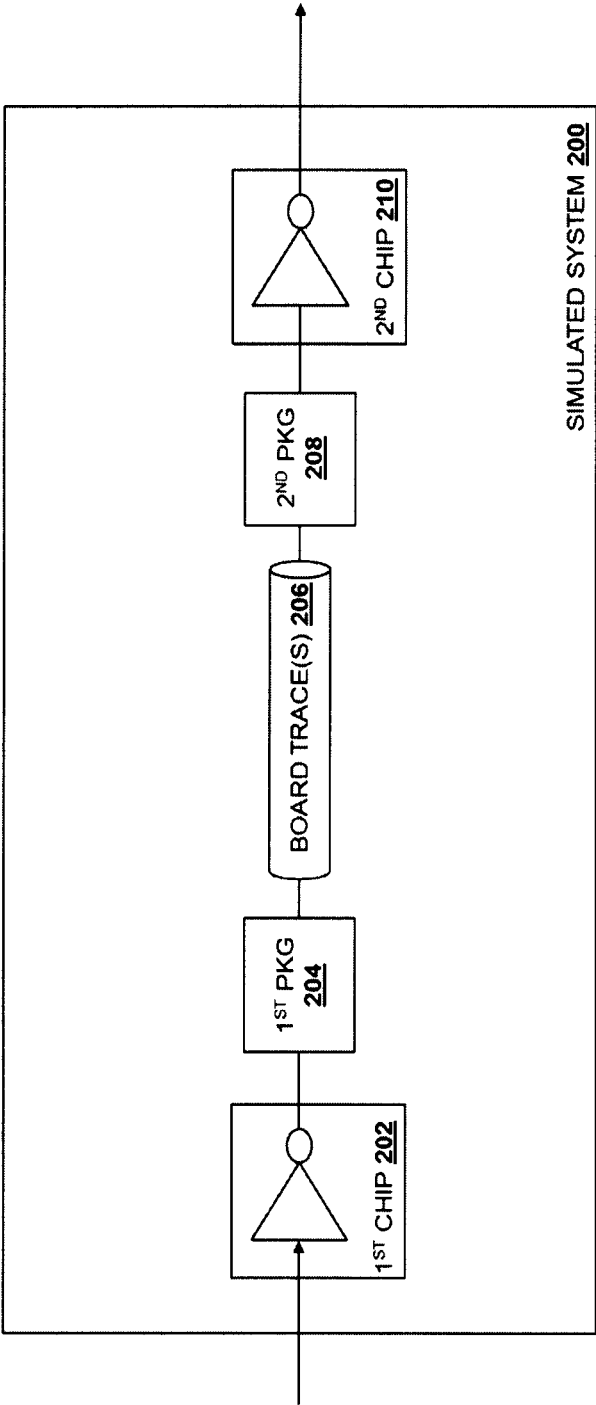 1ST CHIP 202
1ST PKG
204
BOARD TRACE(S) 206
2ND PKG
208
2ND CHIP 210
SIMULATED SYSTEM 200